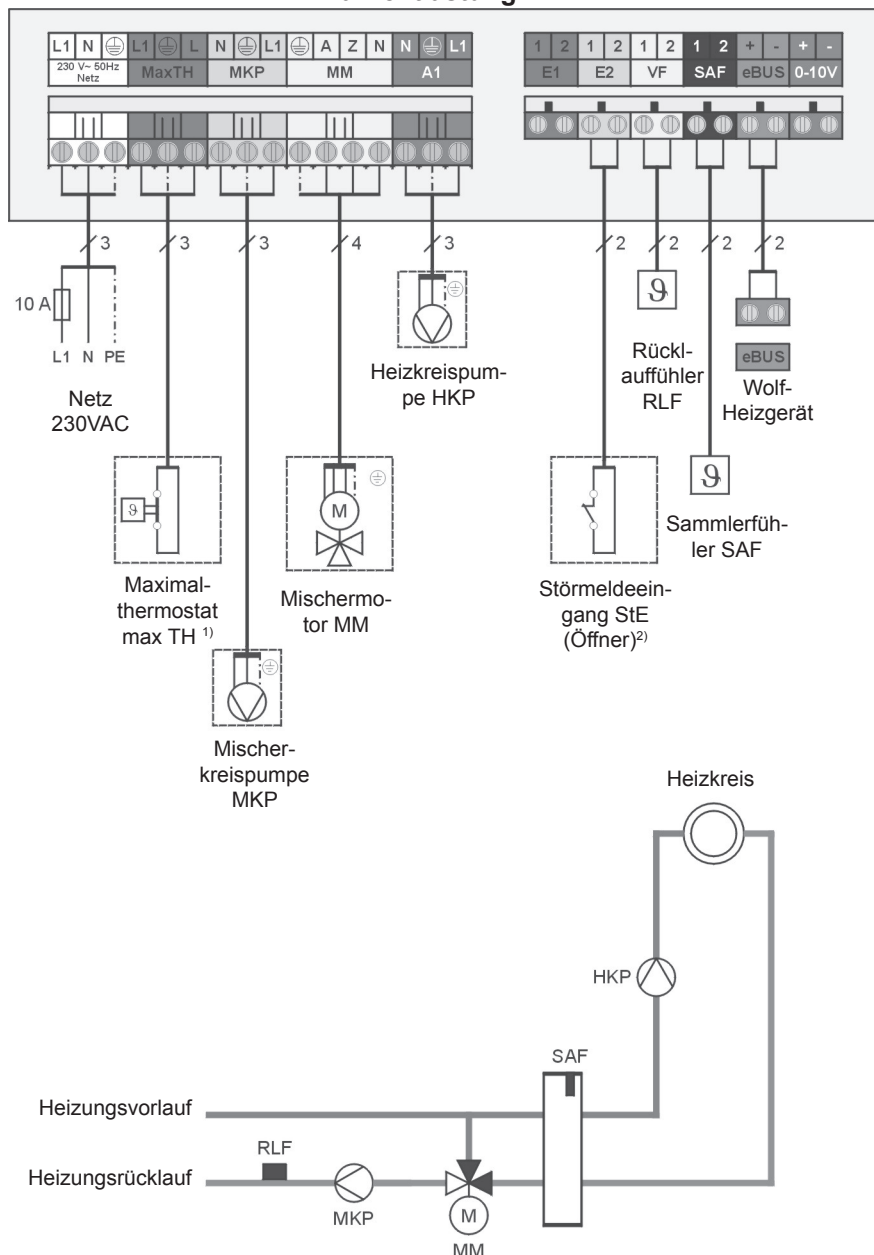 L1 N L1 L N L1 A Z N N L1
230 V~ 50Hz
Netz
MaxTH MKP MM A1
1 2 1 2 1 2 1 2 + - + -
E1 E2 VF SAF eBUS 0-10V
3 3 3 4 3 2 2 2 2
10 A
L1 N PE
Netz
230VAC
Heizkreispum-
pe HKP
ϑ
Rückl-
auffühler
RLF
eBUS
Wolf-
Heizgerät
ϑ
Maximal-
thermostat
max TH 1)
M
Mischermo-
tor MM
Störmeldeein-
gang StE
(Öffner)2)
ϑ
Sammlerfüh-
ler SAF
Mischer-
kreispumpe
MKP
Heizkreis
HKP
SAF
Heizungsvorlauf
RLF
Heizungsrücklauf
MKP
M
MM